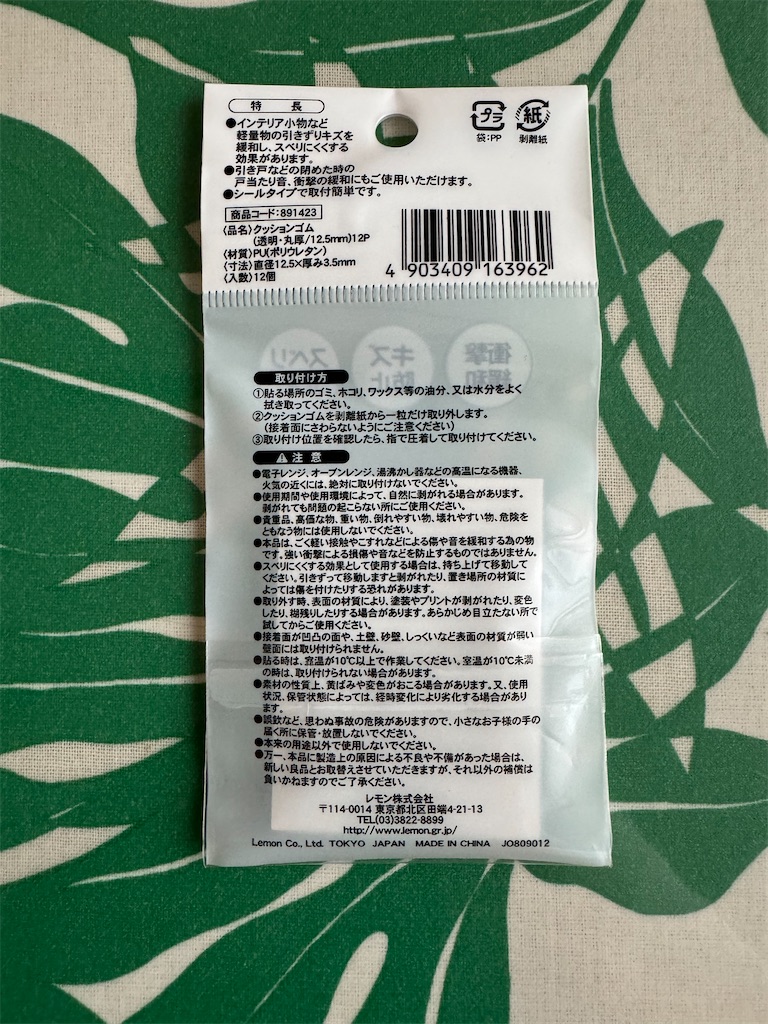 特長
●インテリア小物など
軽量物の引きずりキズを
緩和し、スベリにくくする
効果があります。
●引き戸などの閉めた時の
戸当たり音、衝撃の緩和にもご使用いただけます。
●シールタイプで取付簡単です。
プラ
袋:PP
紙
剥離紙
商品コード:891423
〈品名〉クッションゴム
(透明・丸厚/12.5mm)12P
〈材質〉PU(ポリウレタン)
〈寸法〉直径12.5×厚み3.5mm
〈入数〉12個
4 903409 163962
スベリ
キズ
防止
衝撃
緩和
取り付け方
①貼る場所のゴミ、ホコリ、ワックス等の油分、又は水分をよく
拭き取ってください。
②クッションゴムを剥離紙から一粒だけ取り外します。
(接着面にさわらないようにご注意ください)
③取り付け位置を確認したら、指で圧着して取り付けてください。
⚠注意
●電子レンジ、オーブンレンジ、湯沸かし器などの高温になる機器、
火気の近くには、絶対に取り付けないでください。
●使用期間や使用環境によって、自然に剥がれる場合があります。
剥がれても問題の起こらない所にご使用ください。
●貴重品、高価な物、重い物、倒れやすい物、壊れやすい物、危険を
ともなう物には使用しないでください。
●本品は、ごく軽い接触やこすれなどによる傷や音を緩和する為の物
です。強い衝撃による損傷や音などを防止するものではありません。
●スベリにくくする効果として使用する場合は、持ち上げて移動して
ください。引きずって移動しますと剥がれたり、置き場所の材質に
よっては傷を付けたりする恐れがあります。
●取り外す時、表面の材質により、塗装やプリントが剥がれたり、変色
したり、糊残りしたりする場合があります。あらかじめ目立たない所で
試してからご使用ください。
●接着面が凹凸の面や、土壁、砂壁、しっくいなど表面の材質が弱い
壁面には取り付けられません。
●貼る時は、室温が10℃以上で作業してください。室温が10℃未満
の時は、取り付けられない場合があります。
●素材の性質上、黄ばみや変色がおこる場合があります。又、使用
状況、保管状態によっては、経時変化により劣化する場合があり
ます。
●誤飲など、思わぬ事故の危険がありますので、小さなお子様の手の
届く所に保管・放置しないでください。
●本来の用途以外で使用しないでください。
●万一、本品に製造上の原因による不良や不備があった場合は、
新しい良品とお取替えさせていただきますが、それ以外の補償は
負いかねますのでご了承ください。
レモン株式会社
〒114-0014 東京都北区田端4-21-13
TEL(03)3822-8899
http://www.lemon.gr.jp/
Lemon Co., Ltd. TOKYO JAPAN MADE IN CHINA JO809012